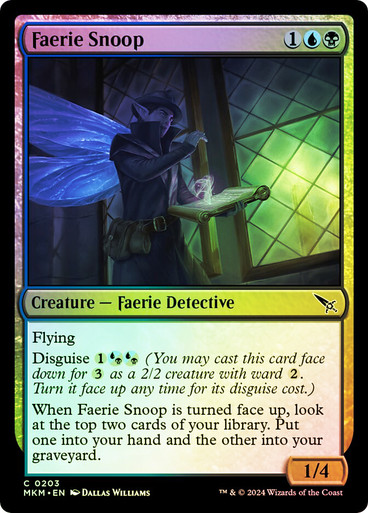 Faerie Snoop 1
Creature — Faerie Detective
Flying
Disguise 1 (You may cast this card face
down for 3 as a 2/2 creature with ward 2.
Turn it face up any time for its disguise cost.)
When Faerie Snoop is turned face up, look
at the top two cards of your library. Put
one into your hand and the other into your
graveyard.
1/4
C 0203
MKM • EN DALLAS WILLIAMS ™ & © 2024 Wizards of the Coast